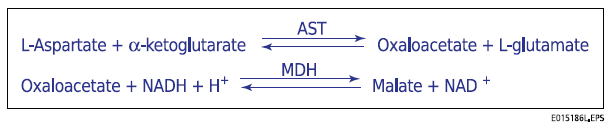 AST
L-Aspartate + α-ketoglutarate Oxaloacetate + L-glutamate
MDH
Oxaloacetate + NADH + H⁺ Malate + NAD ⁺
E015186L.EPS